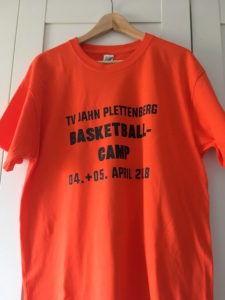 TV JAHN PLETTENBERG
BASKETBALL-
CAMP
04.+05. APRIL 2018